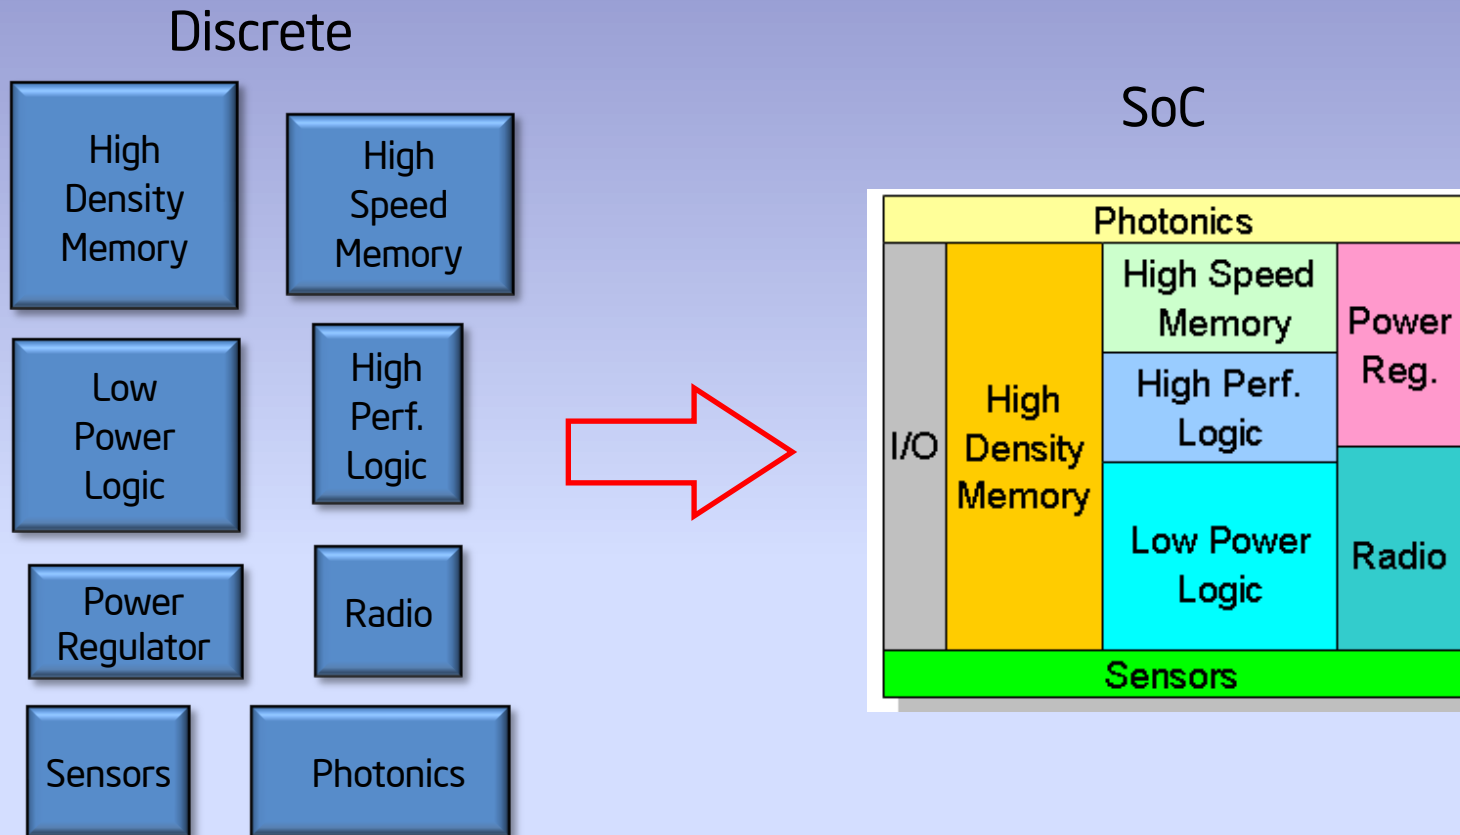 Discrete
High
Density
Memory
High
Speed
Memory
Low
Power
Logic
High
Perf.
Logic
Power
Regulator
Radio
Sensors
Photonics
SoC
Photonics
I/O
High
Density
Memory
High Speed
Memory
High Perf.
Logic
Low Power
Logic
Power
Reg.
Radio
Sensors